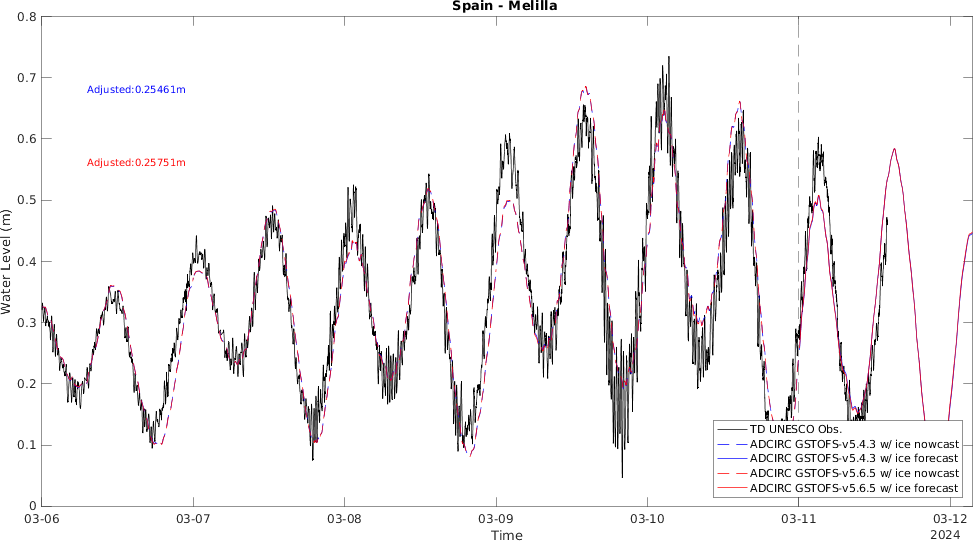 Spain - Melilla
0.8
0.7
0.6
0.5
0.4
0.3
0.2
0.1
0
Water Level (m)
Adjusted:0.25461m
Adjusted:0.25751m
TD UNESCO Obs.
ADCIRC GSTOFS-v5.4.3 w/ ice nowcast
ADCIRC GSTOFS-v5.4.3 w/ ice forecast
ADCIRC GSTOFS-v5.6.5 w/ ice nowcast
ADCIRC GSTOFS-v5.6.5 w/ ice forecast
03-06 03-07 03-08 03-09 03-10 03-11 03-12
Time 2024